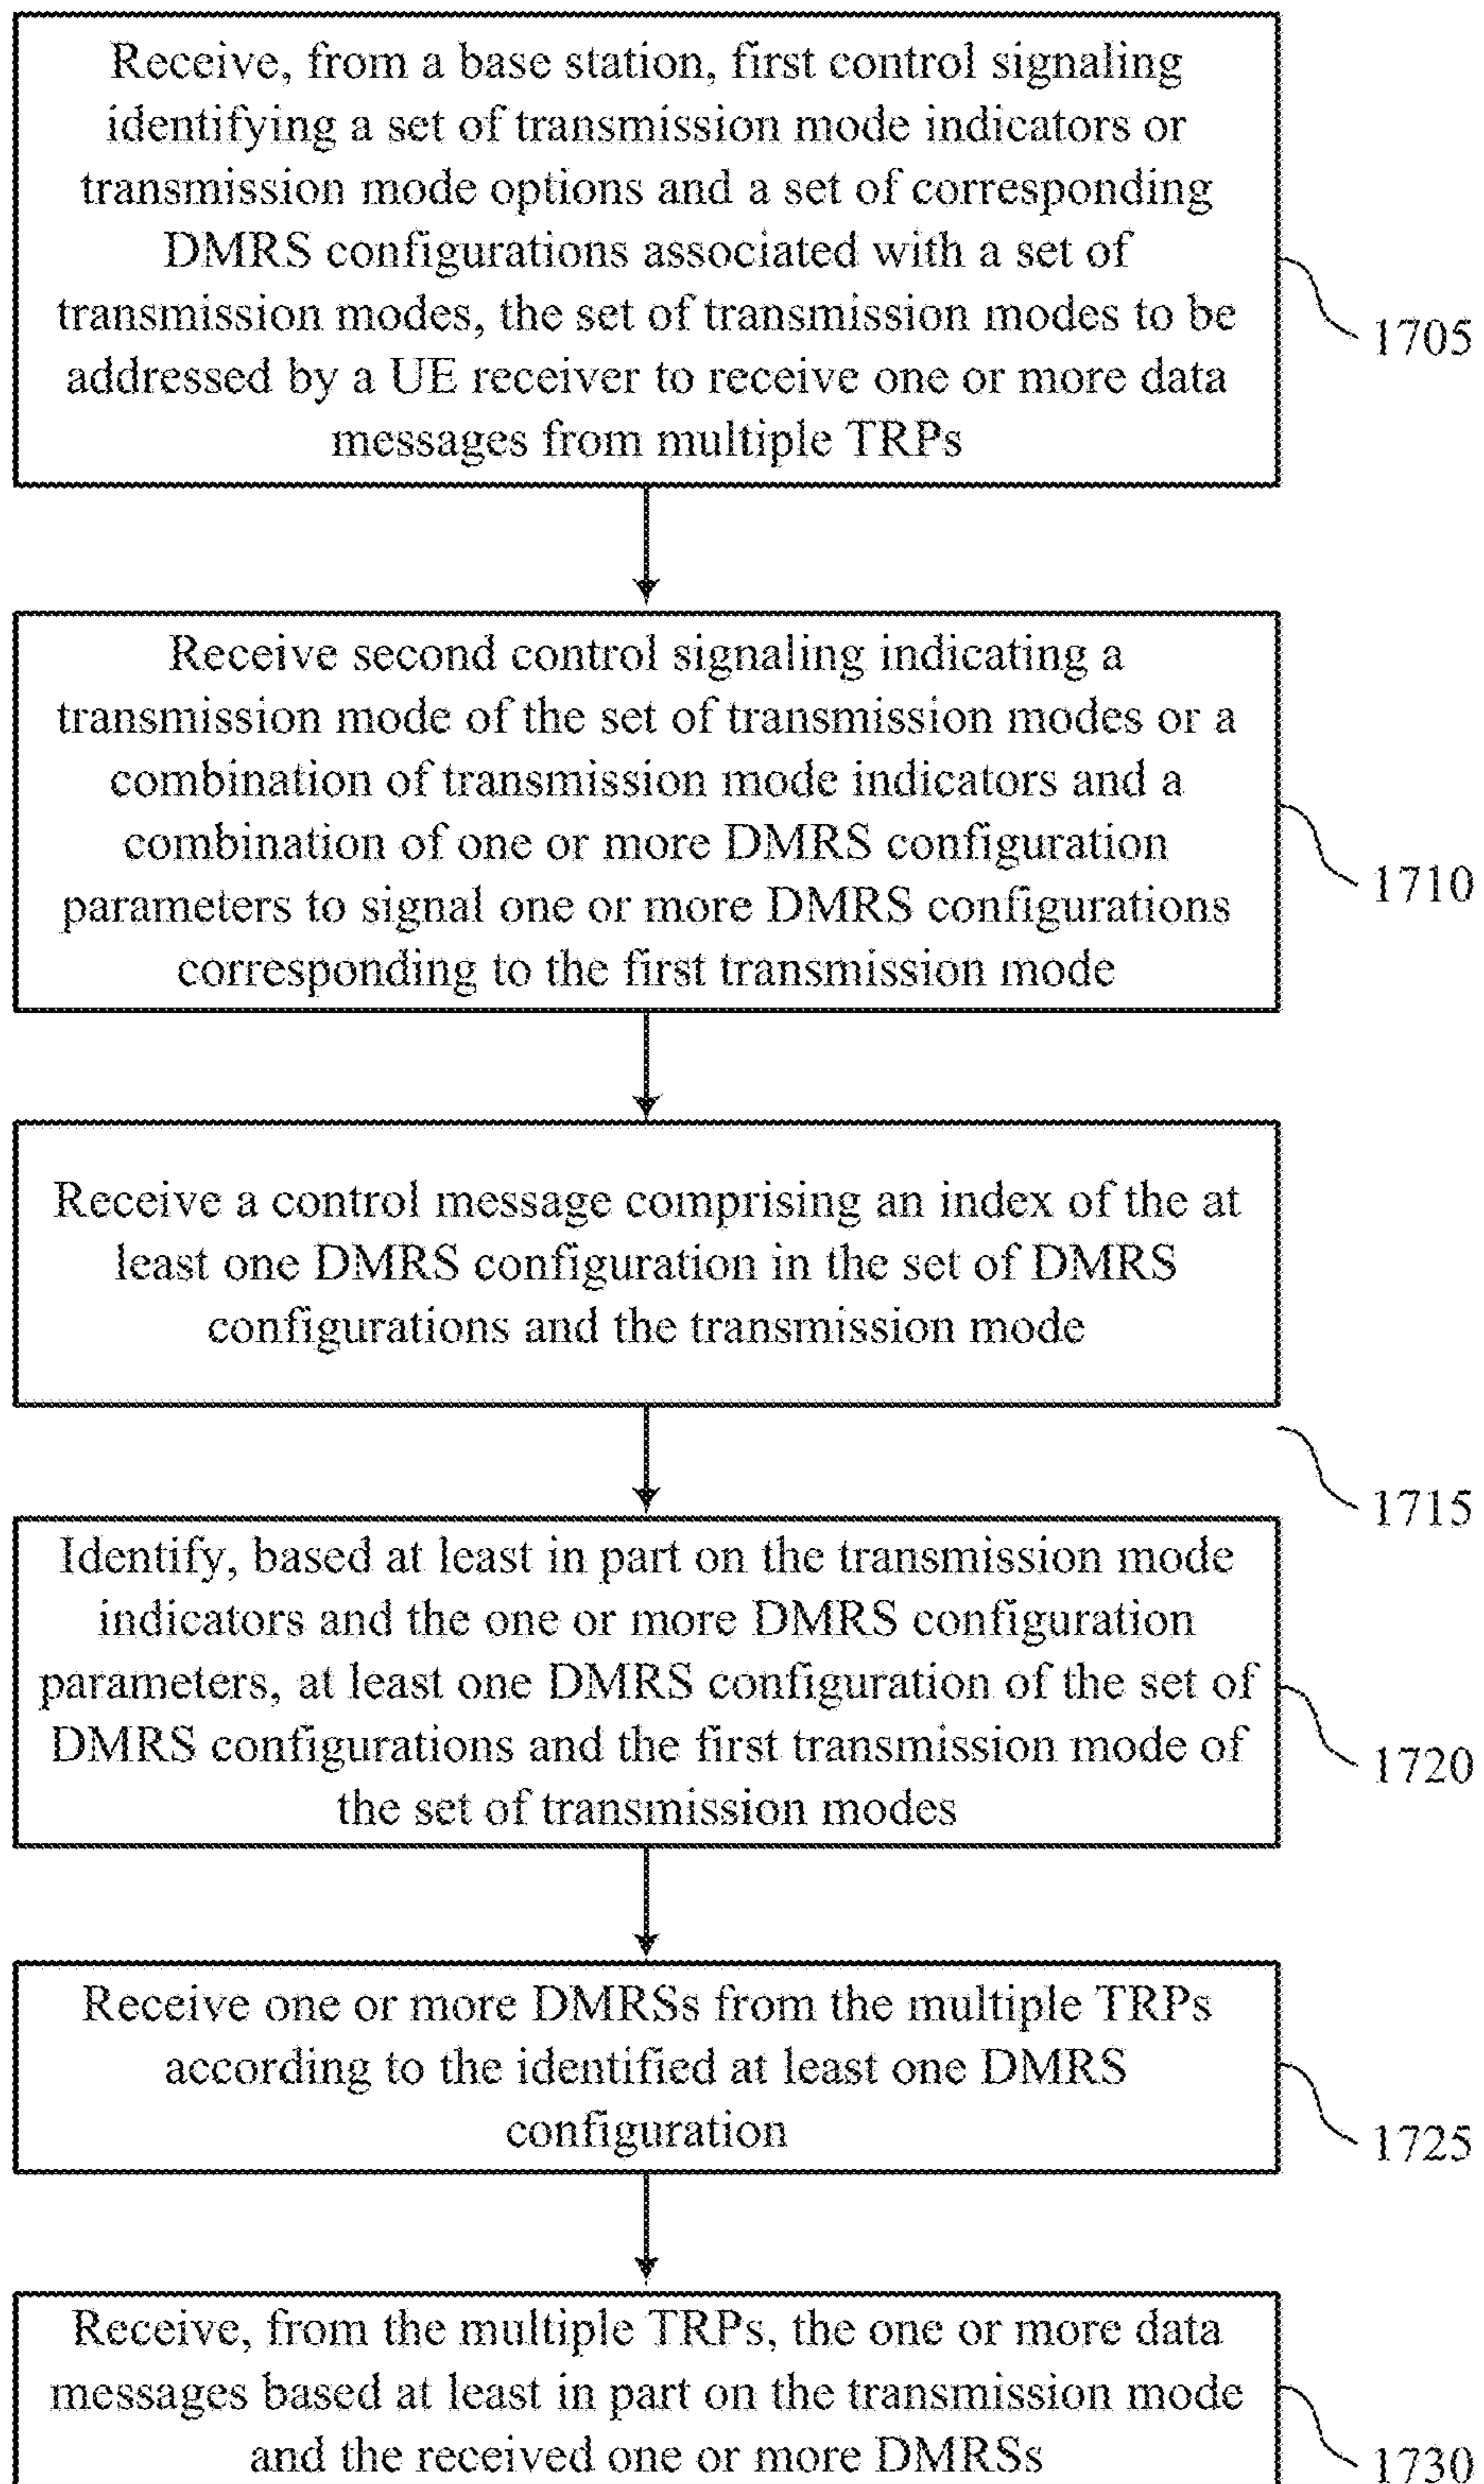 Receive, from a base station, first control signaling
identifying a set of transmission mode indicators or
transmission mode options and a set of corresponding
DMRS configurations associated with a set of
transmission modes, the set of transmission modes to be
addressed by a UE receiver to receive one or more data
messages from multiple TRPs
1705
Receive second control signaling indicating a
transmission mode of the set of transmission modes or a
combination of transmission mode indicators and a
combination of one or more DMRS configuration
parameters to signal one or more DMRS configurations
corresponding to the first transmission mode
1710
Receive a control message comprising an index of the at
least one DMRS configuration in the set of DMRS
configurations and the transmission mode
1715
Identify, based at least in part on the transmission mode
indicators and the one or more DMRS configuration
parameters, at least one DMRS configuration of the set of
DMRS configurations and the first transmission mode of
the set of transmission modes
1720
Receive one or more DMRSs from the multiple TRPs
according to the identified at least one DMRS
configuration
1725
Receive, from the multiple TRPs, the one or more data
messages based at least in part on the transmission mode
and the received one or more DMRSs
1730